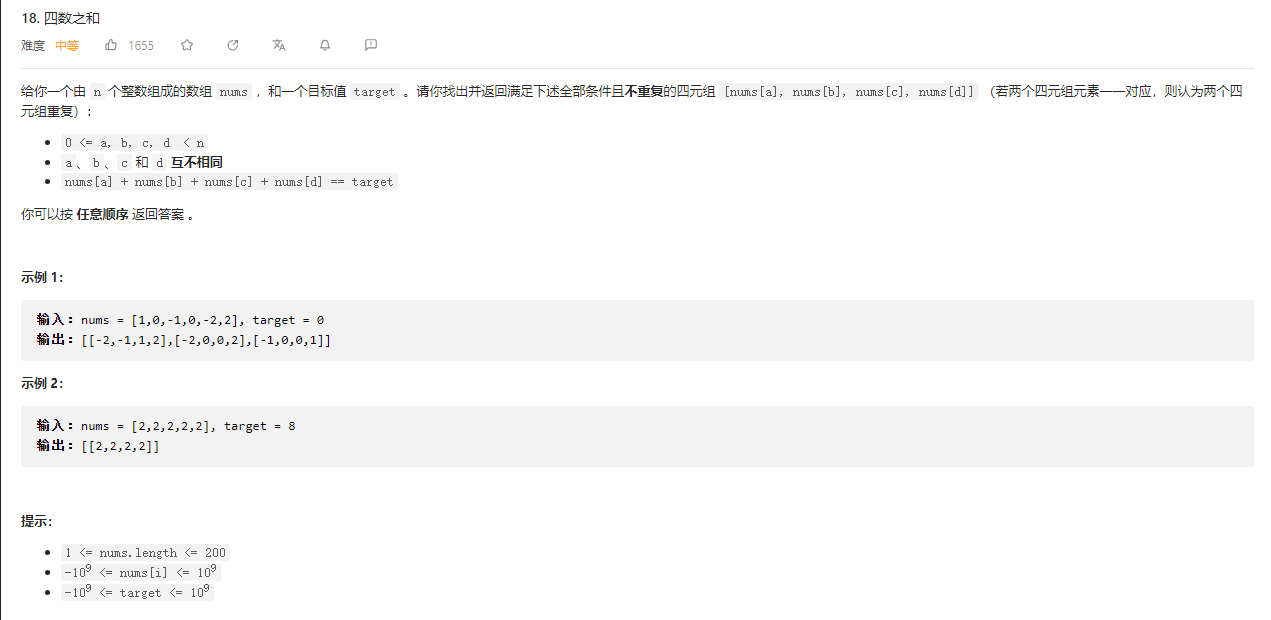 18. 四数之和
难度 中等 1655
给你一个由 n 个整数组成的数组 nums ，和一个目标值 target 。请你找出并返回满足下述全部条件且不重复的四元组 [nums[a], nums[b], nums[c], nums[d]] （若两个四元组元素一一对应，则认为两个四
元组重复）：
0 <= a, b, c, d < n
a、b、c 和 d 互不相同
nums[a] + nums[b] + nums[c] + nums[d] == target
你可以按 任意顺序 返回答案 。
示例 1：
输入：nums = [1,0,-1,0,-2,2], target = 0
输出：[[-2,-1,1,2],[-2,0,0,2],[-1,0,0,1]]
示例 2：
输入：nums = [2,2,2,2,2], target = 8
输出：[[2,2,2,2]]
提示：
1 <= nums.length <= 200
-10⁹ <= nums[i] <= 10⁹
-10⁹ <= target <= 10⁹